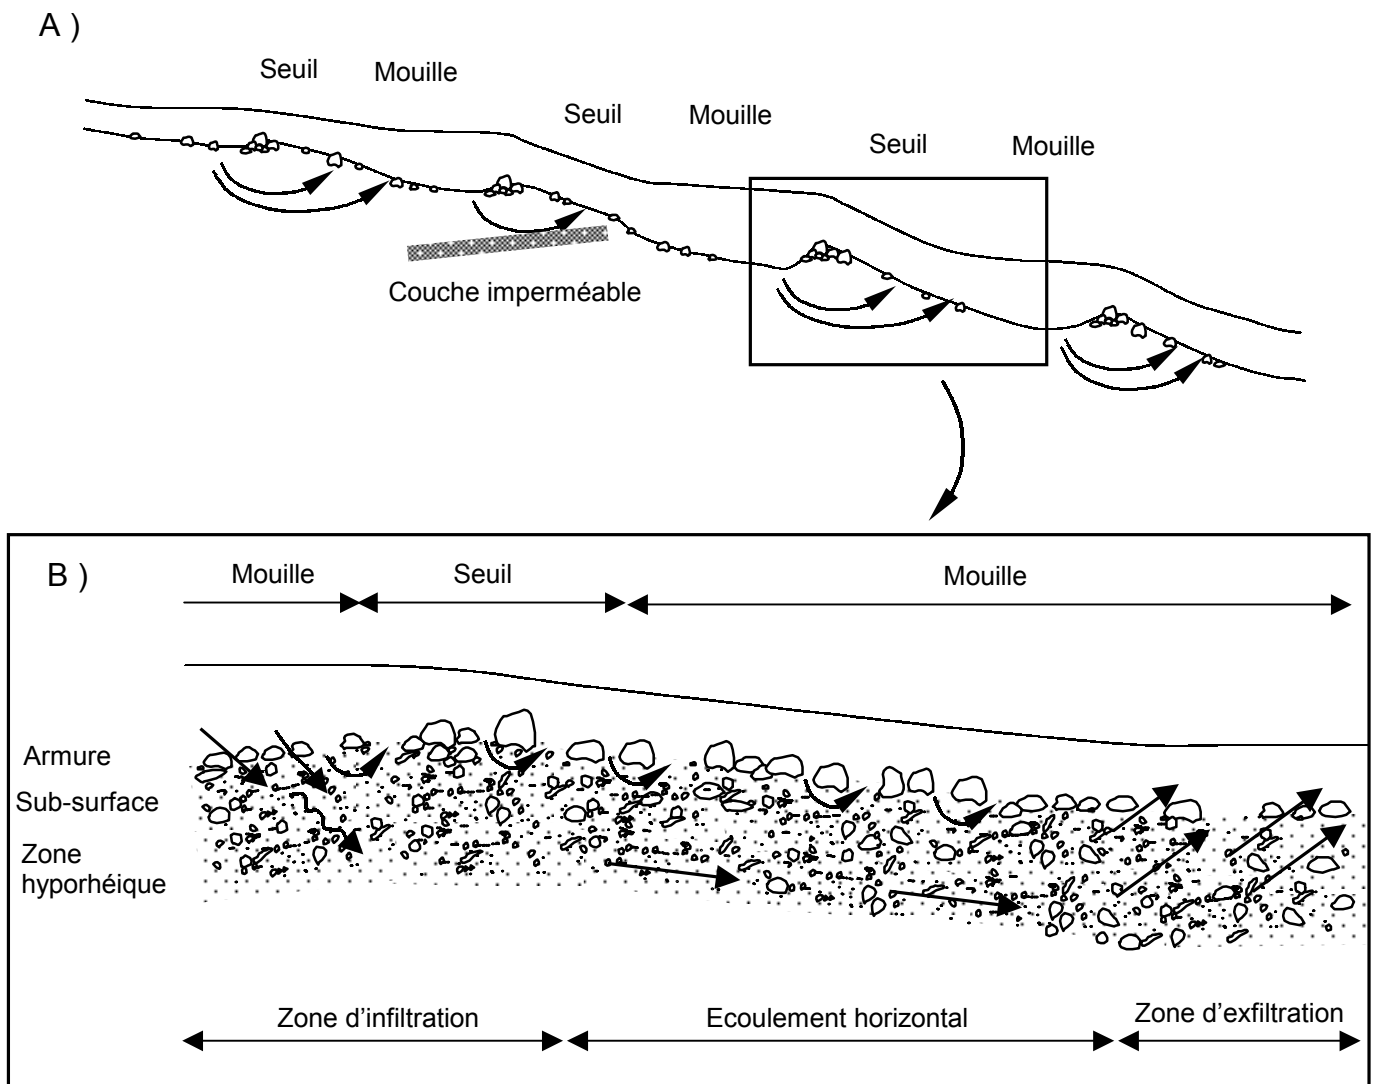 A )
Seuil Mouille
Seuil Mouille
Seuil Mouille
Couche imperméable
B )
Mouille Seuil Mouille
Armure
Sub-surface
Zone
hyporhéique
Zone d’infiltration Ecoulement horizontal Zone d’exfiltration